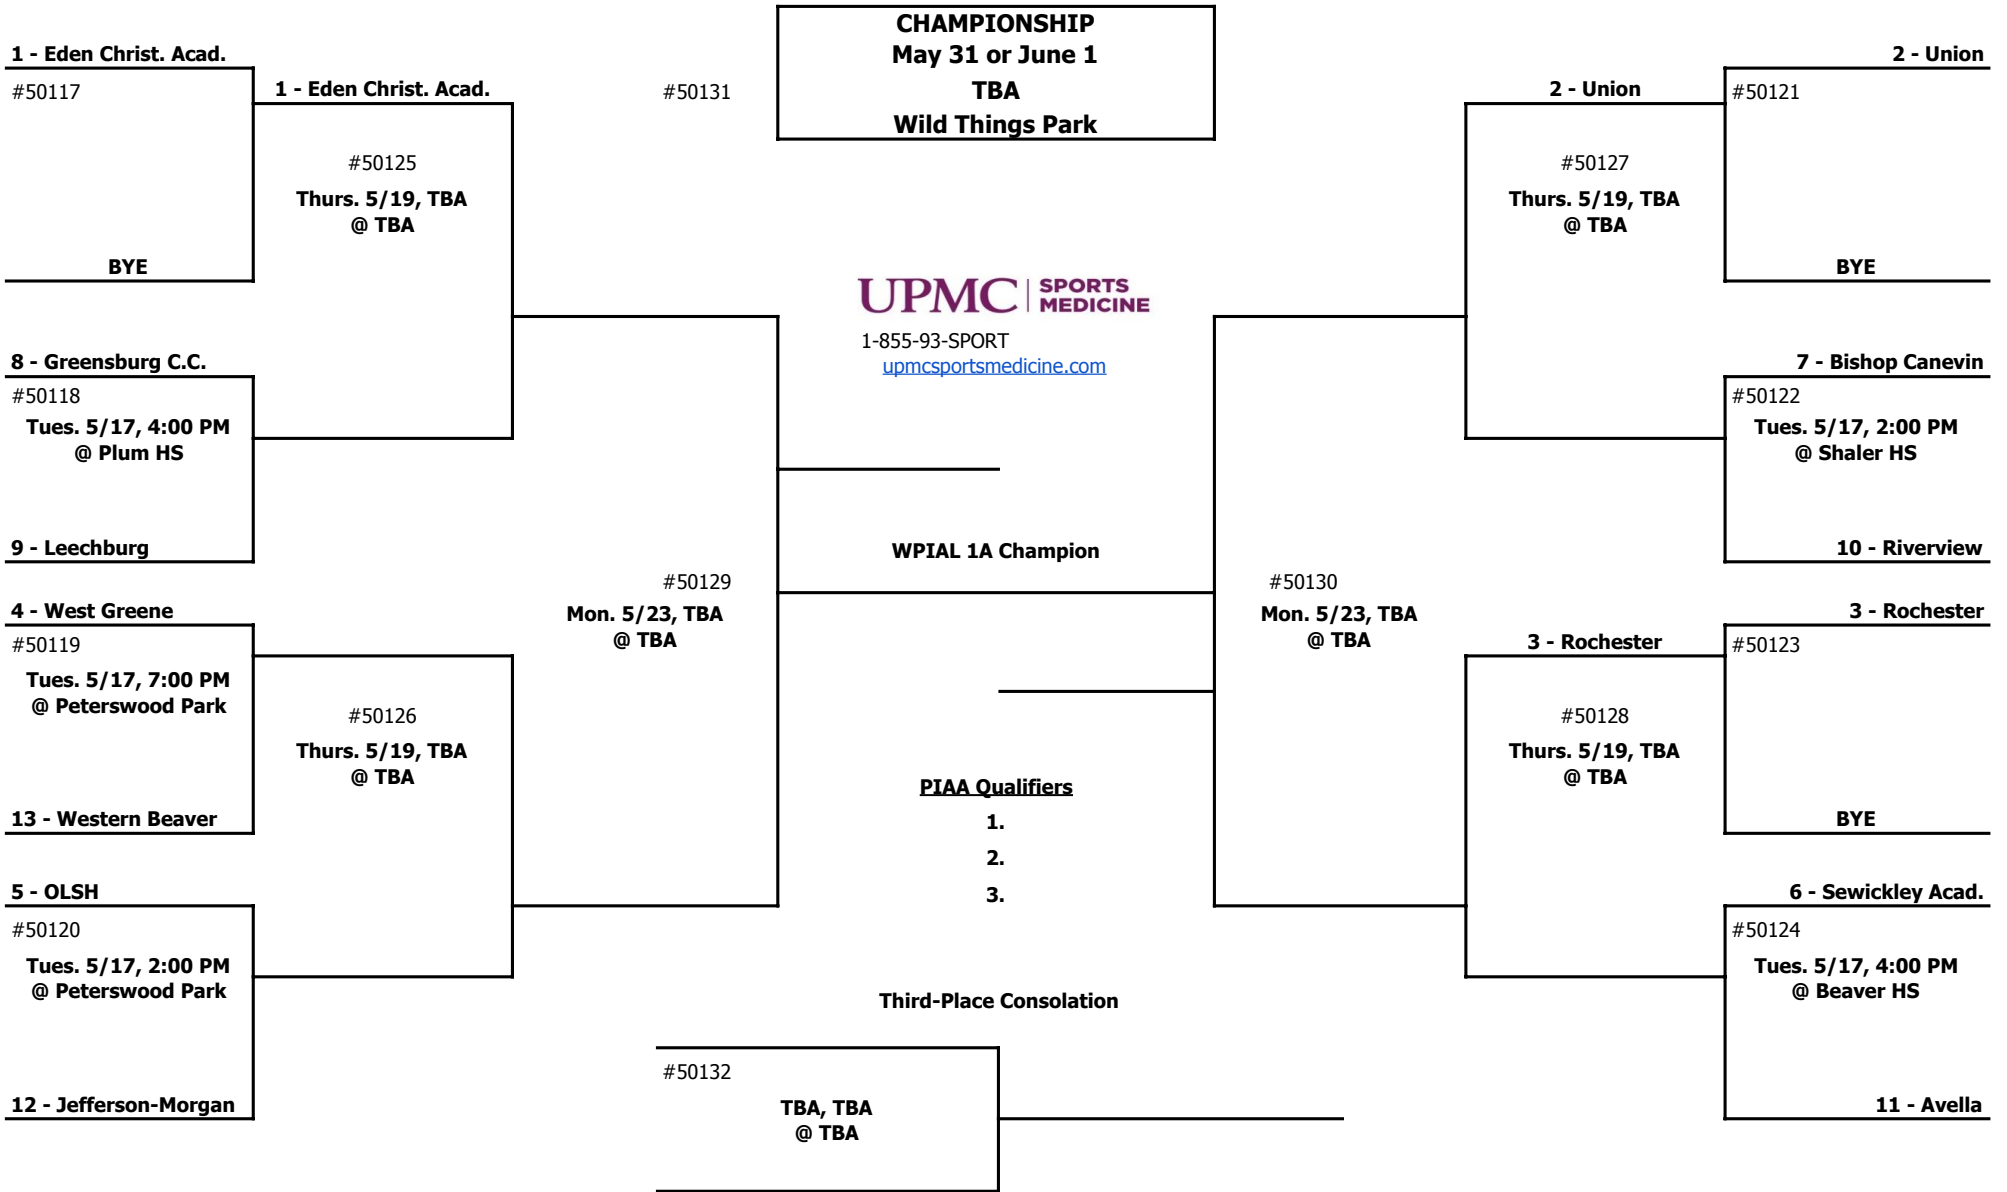 CHAMPIONSHIP
May 31 or June 1
TBA
Wild Things Park
#50131
1 - Eden Christ. Acad.
#50117
BYE
1 - Eden Christ. Acad.
#50125
Thurs. 5/19, TBA
@ TBA
8 - Greensburg C.C.
#50118
Tues. 5/17, 4:00 PM
@ Plum HS
9 - Leechburg
4 - West Greene
#50119
Tues. 5/17, 7:00 PM
@ Peterswood Park
13 - Western Beaver
#50126
Thurs. 5/19, TBA
@ TBA
5 - OLSH
#50120
Tues. 5/17, 2:00 PM
@ Peterswood Park
12 - Jefferson-Morgan
#50129
Mon. 5/23, TBA
@ TBA
UPMC SPORTS
MEDICINE
1-855-93-SPORT
upmcsportsmedicine.com
WPIAL 1A Champion
PIAA Qualifiers
1.
2.
3.
Third-Place Consolation
#50132
TBA, TBA
@ TBA
#50130
Mon. 5/23, TBA
@ TBA
2 - Union
#50127
Thurs. 5/19, TBA
@ TBA
2 - Union
#50121
BYE
7 - Bishop Canevin
#50122
Tues. 5/17, 2:00 PM
@ Shaler HS
10 - Riverview
3 - Rochester
#50128
Thurs. 5/19, TBA
@ TBA
3 - Rochester
#50123
BYE
6 - Sewickley Acad.
#50124
Tues. 5/17, 4:00 PM
@ Beaver HS
11 - Avella